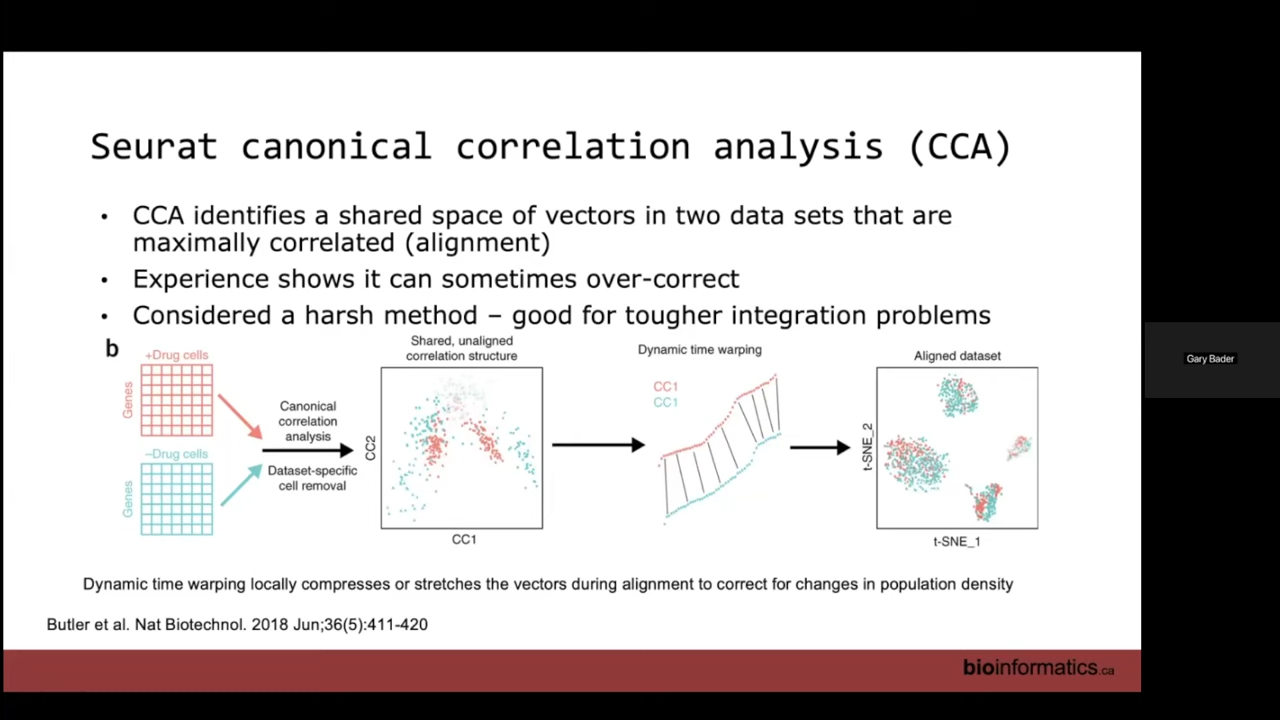 Seurat canonical correlation analysis (CCA)
• CCA identifies a shared space of vectors in two data sets that are
maximally correlated (alignment)
• Experience shows it can sometimes over-correct
• Considered a harsh method – good for tougher integration problems
b
+Drug cells
Genes
–Drug cells
Genes
Canonical
correlation
analysis
Dataset-specific
cell removal
Shared, unaligned
correlation structure
CC2
CC1
Dynamic time warping
CC1
CC1
Aligned dataset
t-SNE_2
t-SNE_1
Dynamic time warping locally compresses or stretches the vectors during alignment to correct for changes in population density
Butler et al. Nat Biotechnol. 2018 Jun;36(5):411-420
bioinformatics.ca
Gary Bader